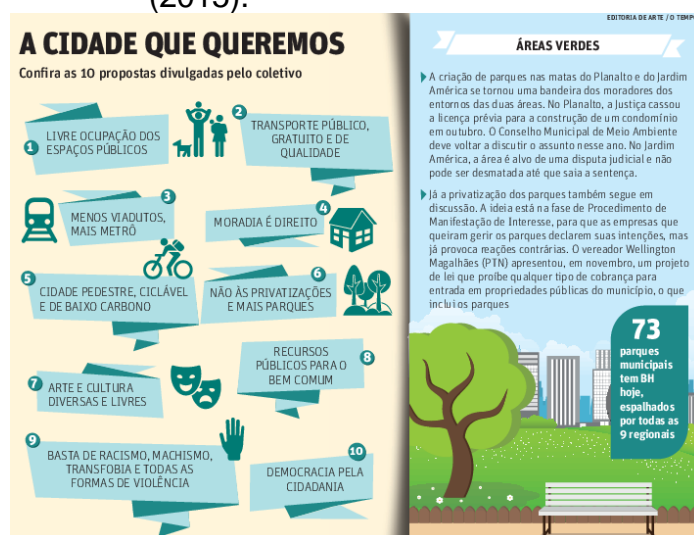 (2015).
EDITORIA DE ARTE / O TEMPO
A CIDADE QUE QUEREMOS
Confira as 10 propostas divulgadas pelo coletivo
1
LIVRE OCUPAÇÃO DOS
ESPAÇOS PÚBLICOS
2
TRANSPORTE PÚBLICO,
GRATUITO E DE
QUALIDADE
3
MENOS VIADUTOS,
MAIS METRÔ
4
MORADIA É DIREITO
5
CIDADE PEDESTRE, CICLÁVEL
E DE BAIXO CARBONO
6
NÃO ÀS PRIVATIZAÇÕES
E MAIS PARQUES
7
ARTE E CULTURA
DIVERSAS E LIVRES
8
RECURSOS
PÚBLICOS PARA O
BEM COMUM
9
BASTA DE RACISMO, MACHISMO,
TRANSFOBIA E TODAS AS
FORMAS DE VIOLÊNCIA
10
DEMOCRACIA PELA
CIDADANIA
ÁREAS VERDES
A criação de parques nas matas do Planalto e do Jardim
América se tornou uma bandeira dos moradores dos
entornos das duas áreas. No Planalto, a Justiça cassou
a licença prévia para a construção de um condomínio
em outubro. O Conselho Municipal de Meio Ambiente
deve voltar a discutir o assunto nesse ano. No Jardim
América, a área é alvo de uma disputa judicial e não
pode ser desmatada até que saia a sentença.
Já a privatização dos parques também segue em
discussão. A ideia está na fase de Procedimento de
Manifestação de Interesse, para que as empresas que
queiram gerir os parques declarem suas intenções, mas
já provoca reações contrárias. O vereador Wellington
Magalhães (PTN) apresentou, em novembro, um projeto
de lei que proíbe qualquer tipo de cobrança para
entrada em propriedades públicas do município, o que
inclui os parques
73
parques
municipais
tem BH
hoje,
espalhados
por todas as
9 regionais